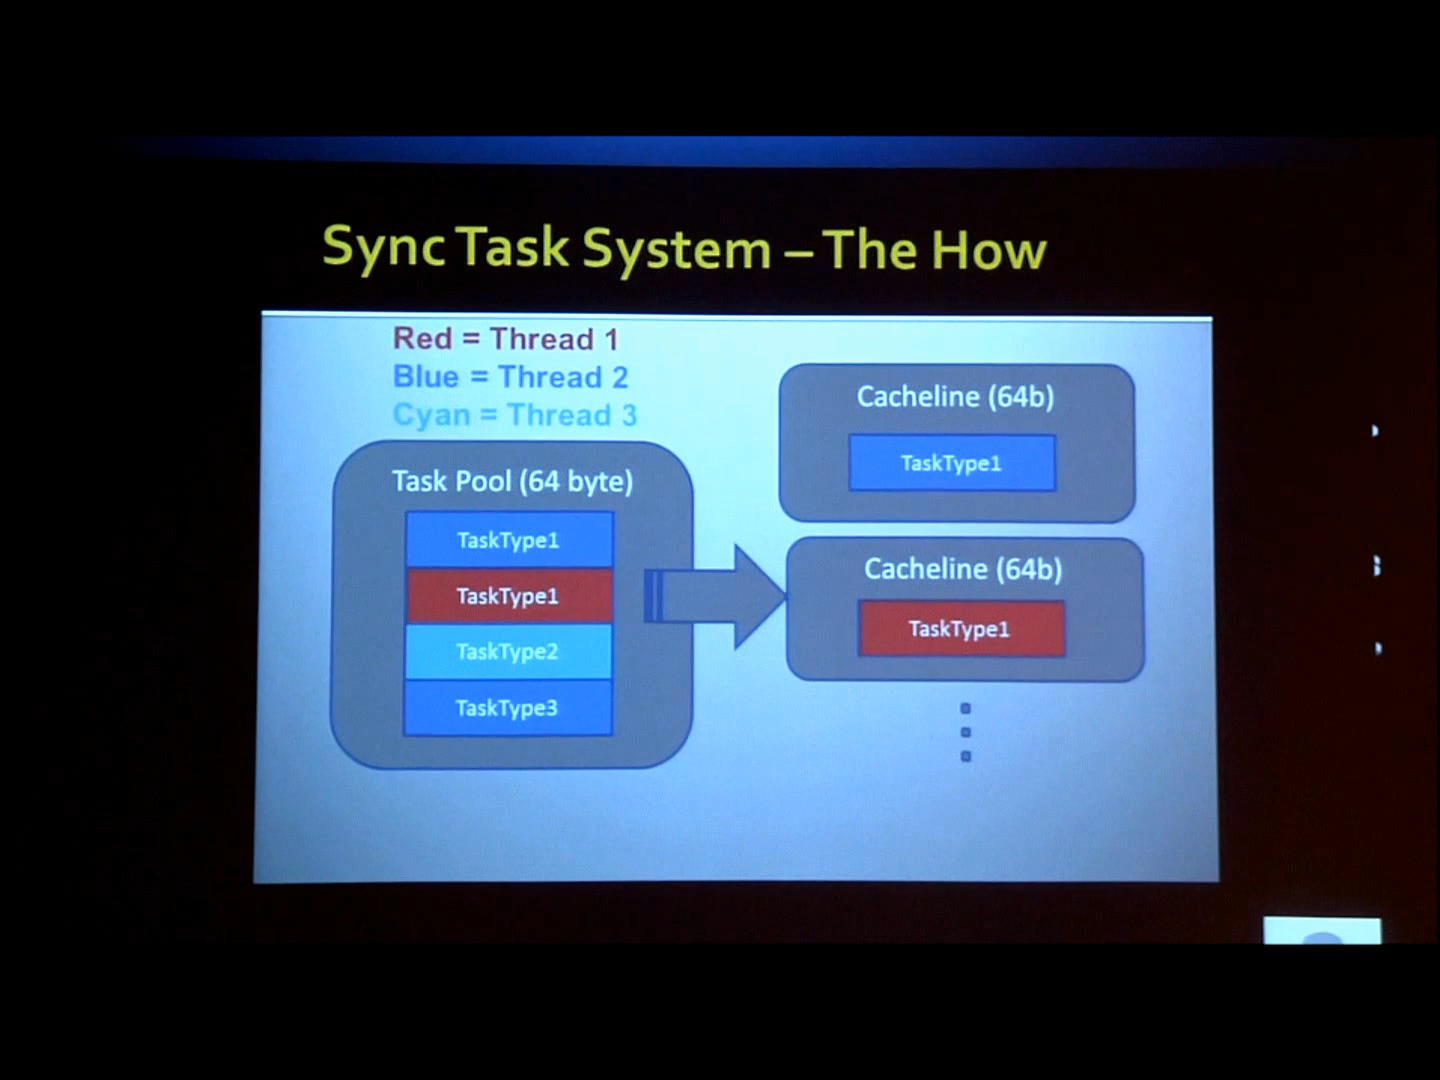 Sync Task System – The How
Red = Thread 1
Blue = Thread 2
Cyan = Thread 3
Task Pool (64 byte)
TaskType1
TaskType1
TaskType2
TaskType3
Cacheline (64b)
TaskType1
Cacheline (64b)
TaskType1